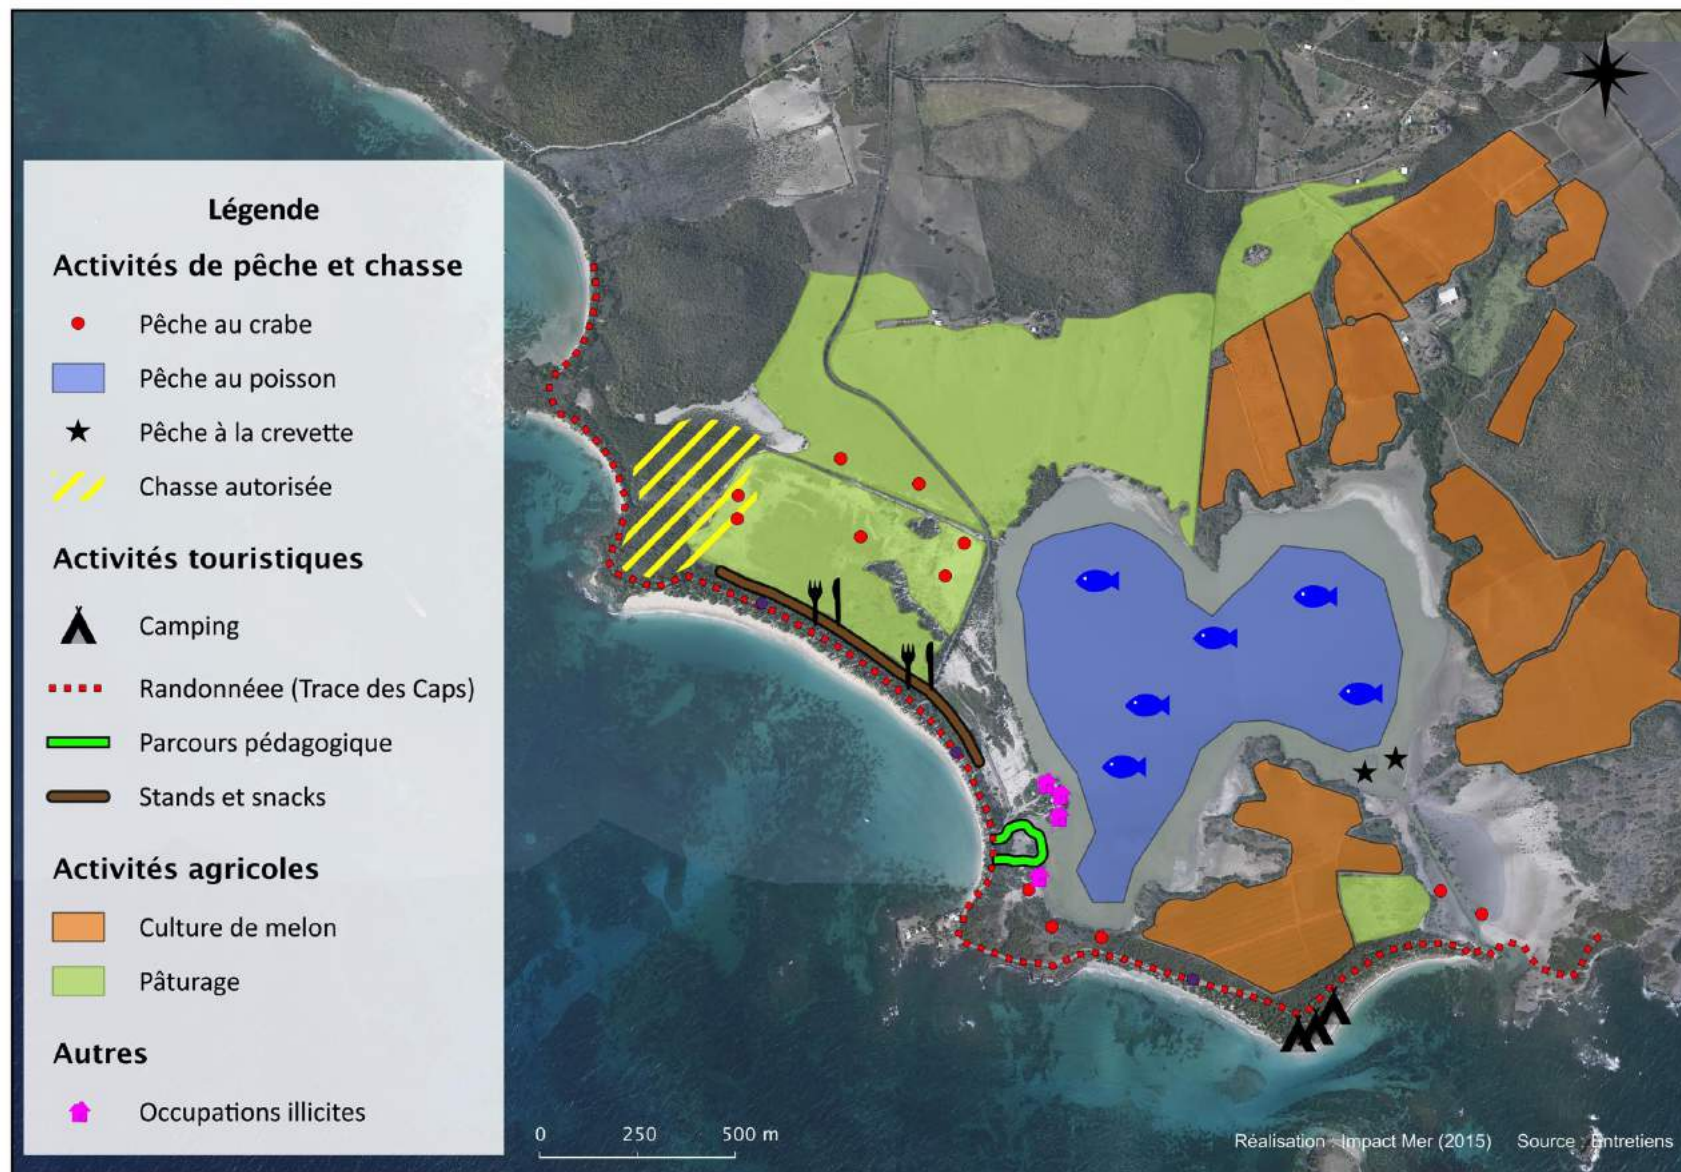 Légende
Activités de pêche et chasse
Pêche au crabe
Pêche au poisson
Pêche à la crevette
Chasse autorisée
Activités touristiques
Camping
Randonnéee (Trace des Caps)
Parcours pédagogique
Stands et snacks
Activités agricoles
Culture de melon
Pâturage
Autres
Occupations illicites
0 250 500 m
Réalisation : Impact Mer (2015) Source : Entretiens